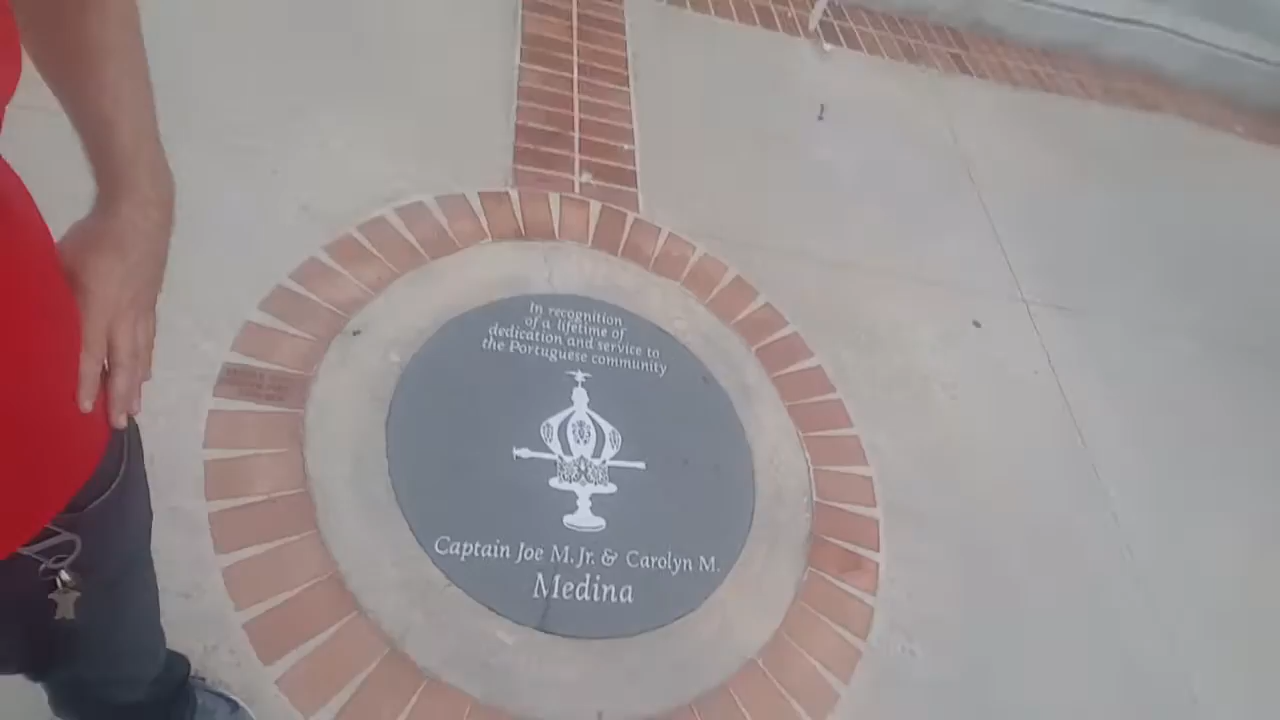 In recognition
of a lifetime of
dedication and service to
the Portuguese community
Captain Joe M. Jr. & Carolyn M.
Medina